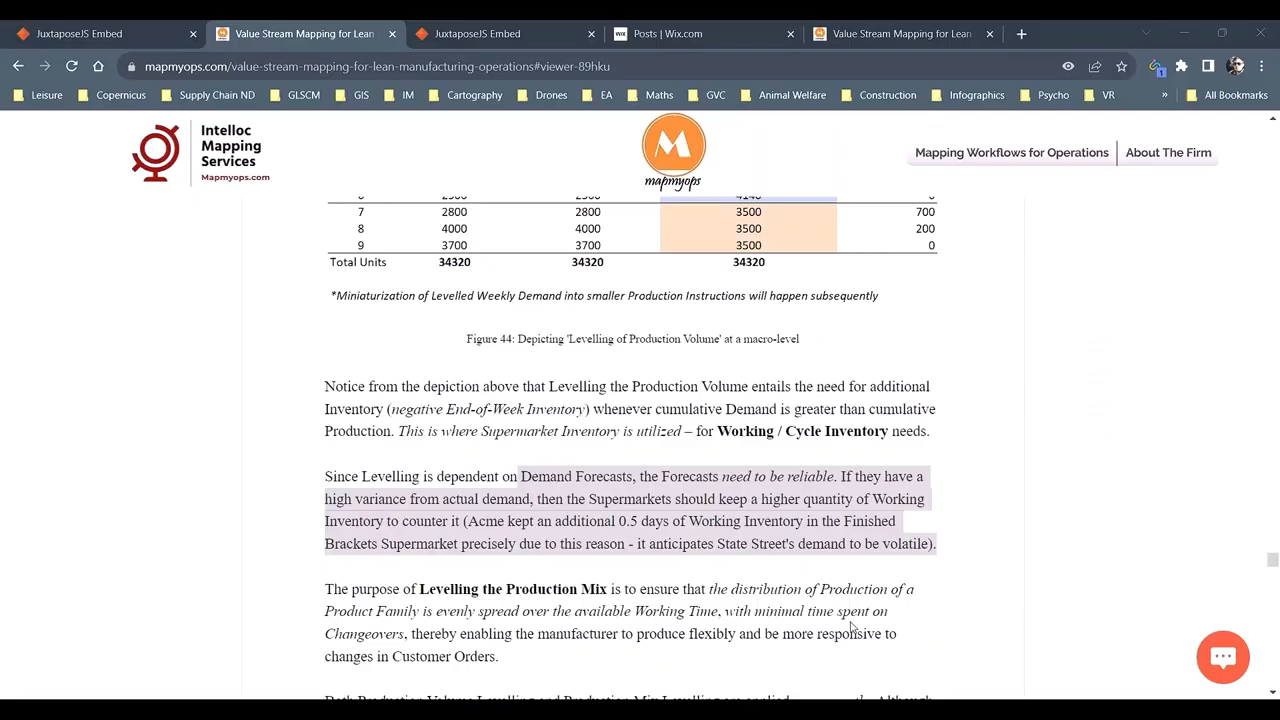 JuxtaposeJS Embed
Value Stream Mapping for Lean
JuxtaposeJS Embed
Posts | Wix.com
Value Stream Mapping for Lean
mapmyops.com/value-stream-mapping-for-lean-manufacturing-operations#viewer-89hku
1
Leisure
Copernicus
Supply Chain ND
GLSCM
GIS
IM
Cartography
Drones
EA
Maths
GVC
Animal Welfare
Construction
Infographics
Psycho
VR
»
All Bookmarks
Intelloc
Mapping
Services
Mapmyops.com
M
mapmyops
Mapping Workflows for Operations
About The Firm
7 2800 2800 3500 700
8 4000 4000 3500 200
9 3700 3700 3500 0
Total Units 34320 34320 34320
*Miniaturization of Levelled Weekly Demand into smaller Production Instructions will happen subsequently
Figure 44: Depicting 'Levelling of Production Volume' at a macro-level
Notice from the depiction above that Levelling the Production Volume entails the need for additional
Inventory (negative End-of-Week Inventory) whenever cumulative Demand is greater than cumulative
Production. This is where Supermarket Inventory is utilized – for Working / Cycle Inventory needs.
Since Levelling is dependent on Demand Forecasts, the Forecasts need to be reliable. If they have a
high variance from actual demand, then the Supermarkets should keep a higher quantity of Working
Inventory to counter it (Acme kept an additional 0.5 days of Working Inventory in the Finished
Brackets Supermarket precisely due to this reason - it anticipates State Street's demand to be volatile).
The purpose of Levelling the Production Mix is to ensure that the distribution of Production of a
Product Family is evenly spread over the available Working Time, with minimal time spent on
Changeovers, thereby enabling the manufacturer to produce flexibly and be more responsive to
changes in Customer Orders.